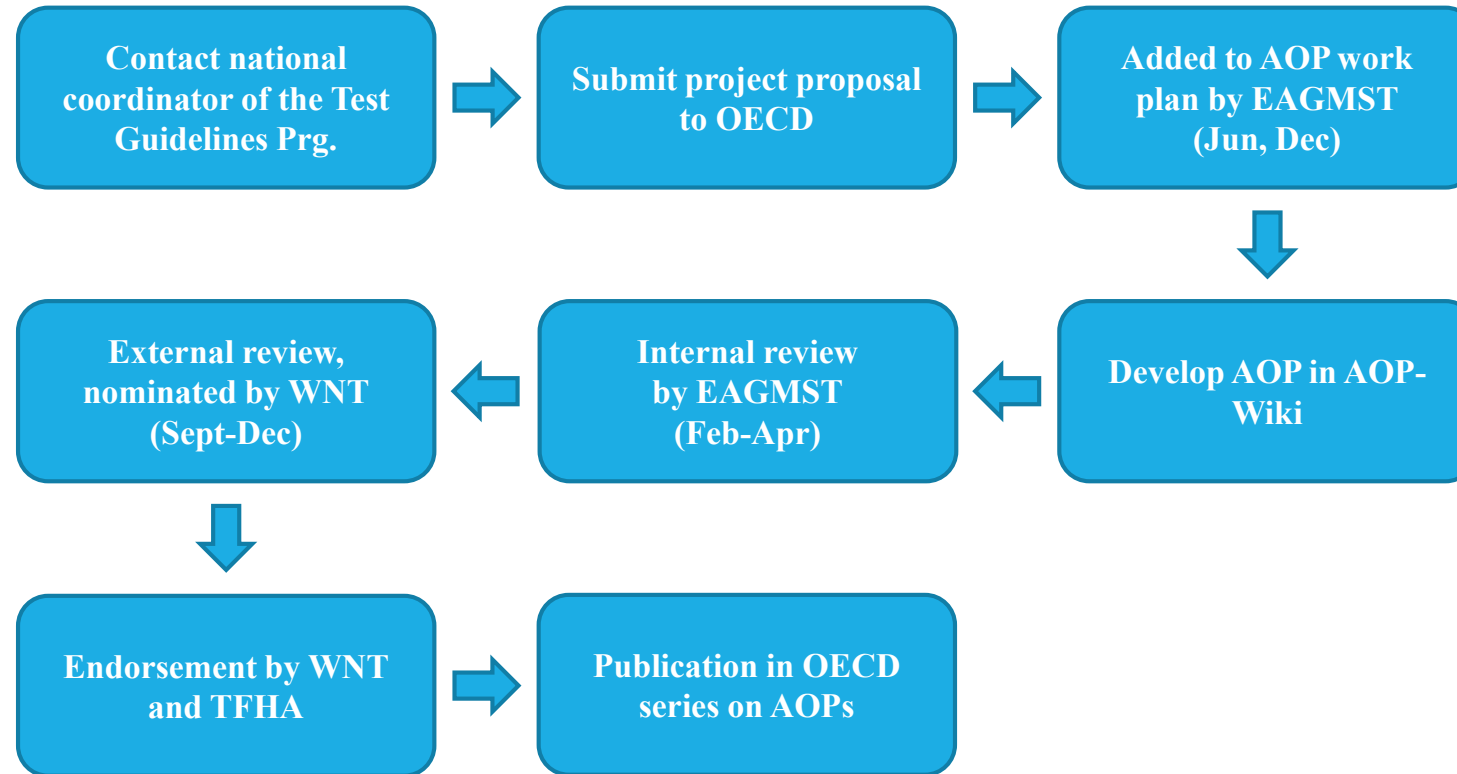 Contact national
coordinator of the Test
Guidelines Prg.
Submit project proposal
to OECD
Added to AOP work
plan by EAGMST
(Jun, Dec)
Develop AOP in AOP-
Wiki
Internal review
by EAGMST
(Feb-Apr)
External review,
nominated by WNT
(Sept-Dec)
Endorsement by WNT
and TFHA
Publication in OECD
series on AOPs